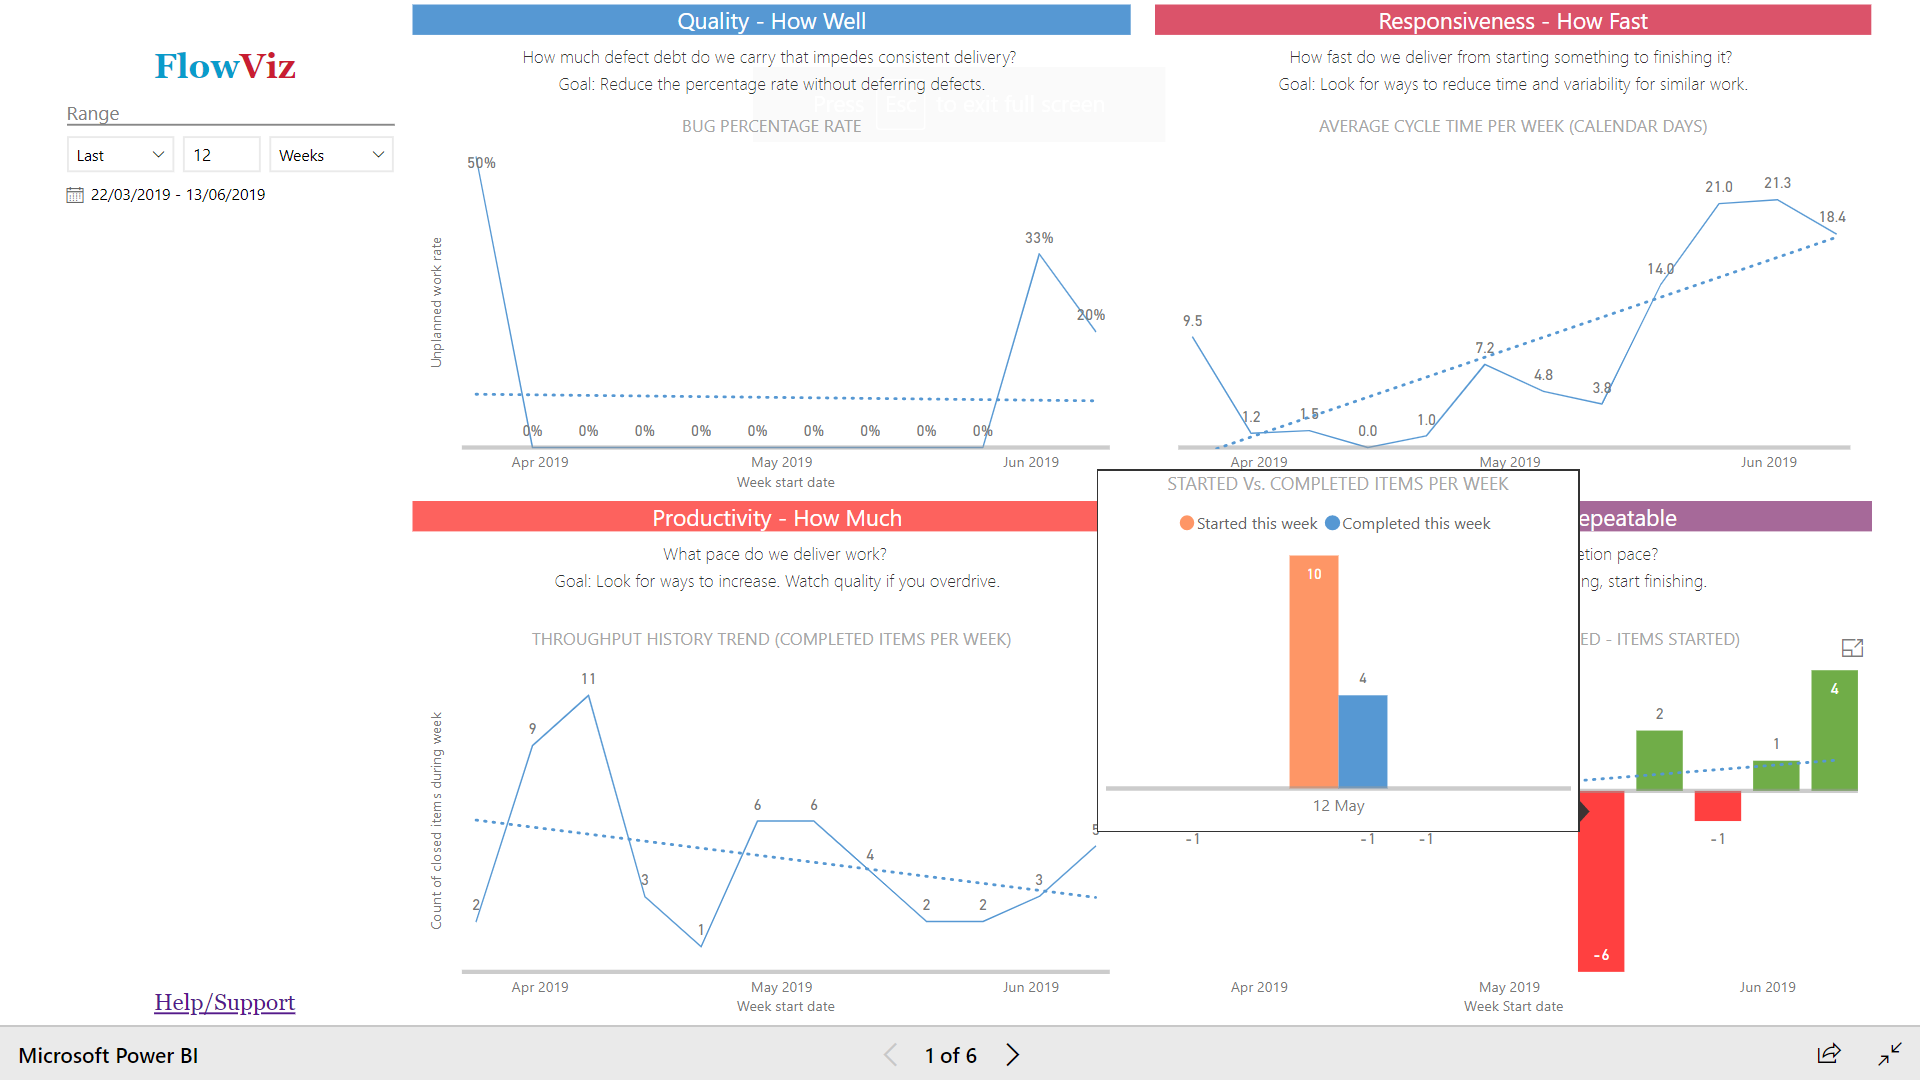 FlowViz
Range
Last
12
Weeks
22/03/2019 - 13/06/2019
Help/Support
Quality - How Well
How much defect debt do we carry that impedes consistent delivery?
Goal: Reduce the percentage rate without deferring defects.
Press Esc to exit full screen
BUG PERCENTAGE RATE
Unplanned work rate
50%
0%
0%
0%
0%
0%
0%
0%
0%
0%
33%
20%
Apr 2019
May 2019
Jun 2019
Week start date
Responsiveness - How Fast
How fast do we deliver from starting something to finishing it?
Goal: Look for ways to reduce time and variability for similar work.
AVERAGE CYCLE TIME PER WEEK (CALENDAR DAYS)
9.5
1.2
1.5
0.0
1.0
7.2
4.8
3.8
14.0
21.0
21.3
18.4
Apr 2019
May 2019
Jun 2019
Productivity - How Much
What pace do we deliver work?
Goal: Look for ways to increase. Watch quality if you overdrive.
THROUGHPUT HISTORY TREND (COMPLETED ITEMS PER WEEK)
Count of closed items during week
2
9
11
3
1
6
6
4
2
2
3
5
Apr 2019
May 2019
Jun 2019
Week start date
STARTED Vs. COMPLETED ITEMS PER WEEK
Started this week
Completed this week
10
4
12 May
epeatable
etion pace?
ng, start finishing.
ED - ITEMS STARTED)
-1
-1
-1
-6
2
-1
1
4
Apr 2019
May 2019
Jun 2019
Week Start date
Microsoft Power BI
1 of 6